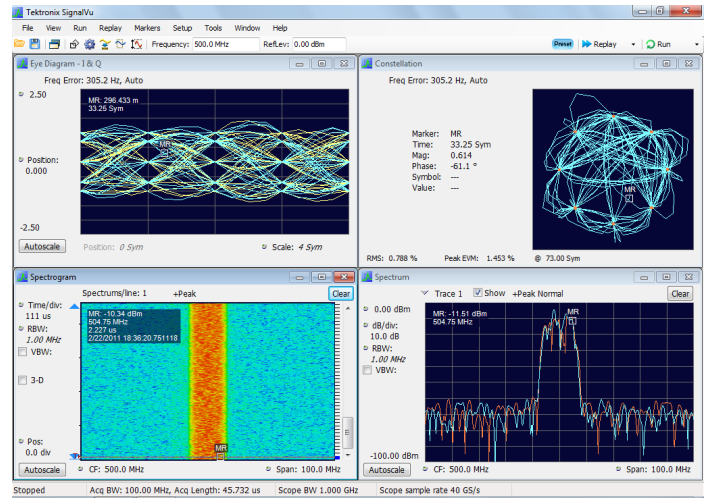 Tektronix SignalVu
File View Run Replay Markers Setup Tools Window Help
Frequency: 500.0 MHz RefLev: 0.00 dBm Preset Replay Run
Eye Diagram - I & Q
Freq Error: 305.2 Hz, Auto
2.50
MR: 296.433 m
33.25 Sym
MR
Position:
0.000
-2.50
Autoscale Position: 0 Sym Scale: 4 Sym
Constellation
Freq Error: 305.2 Hz, Auto
Marker: MR
Time: 33.25 Sym
Mag: 0.614
Phase: -61.1 °
Symbol: ---
Value: ---
MR
RMS: 0.788 % Peak EVM: 1.453 % @ 73.00 Sym
Spectrogram
Spectrums/line: 1 +Peak Clear
Time/div:
111 us
RBW:
1.00 MHz
VBW:
3-D
Pos:
0.0 div
MR: -10.34 dBm
504.75 MHz
2.227 us
2/22/2011 18:36:20.751118
MR
Autoscale CF: 500.0 MHz Span: 100.0 MHz
Spectrum
Trace 1 Show +Peak Normal Clear
0.00 dBm
dB/div:
10.0 dB
RBW:
1.00 MHz
VBW:
MR: -11.51 dBm
504.75 MHz
MR
-100.00 dBm
Autoscale CF: 500.0 MHz Span: 100.0 MHz
Stopped Acq BW: 100.00 MHz, Acq Length: 45.732 us Scope BW 1.000 GHz Scope sample rate 40 GS/s